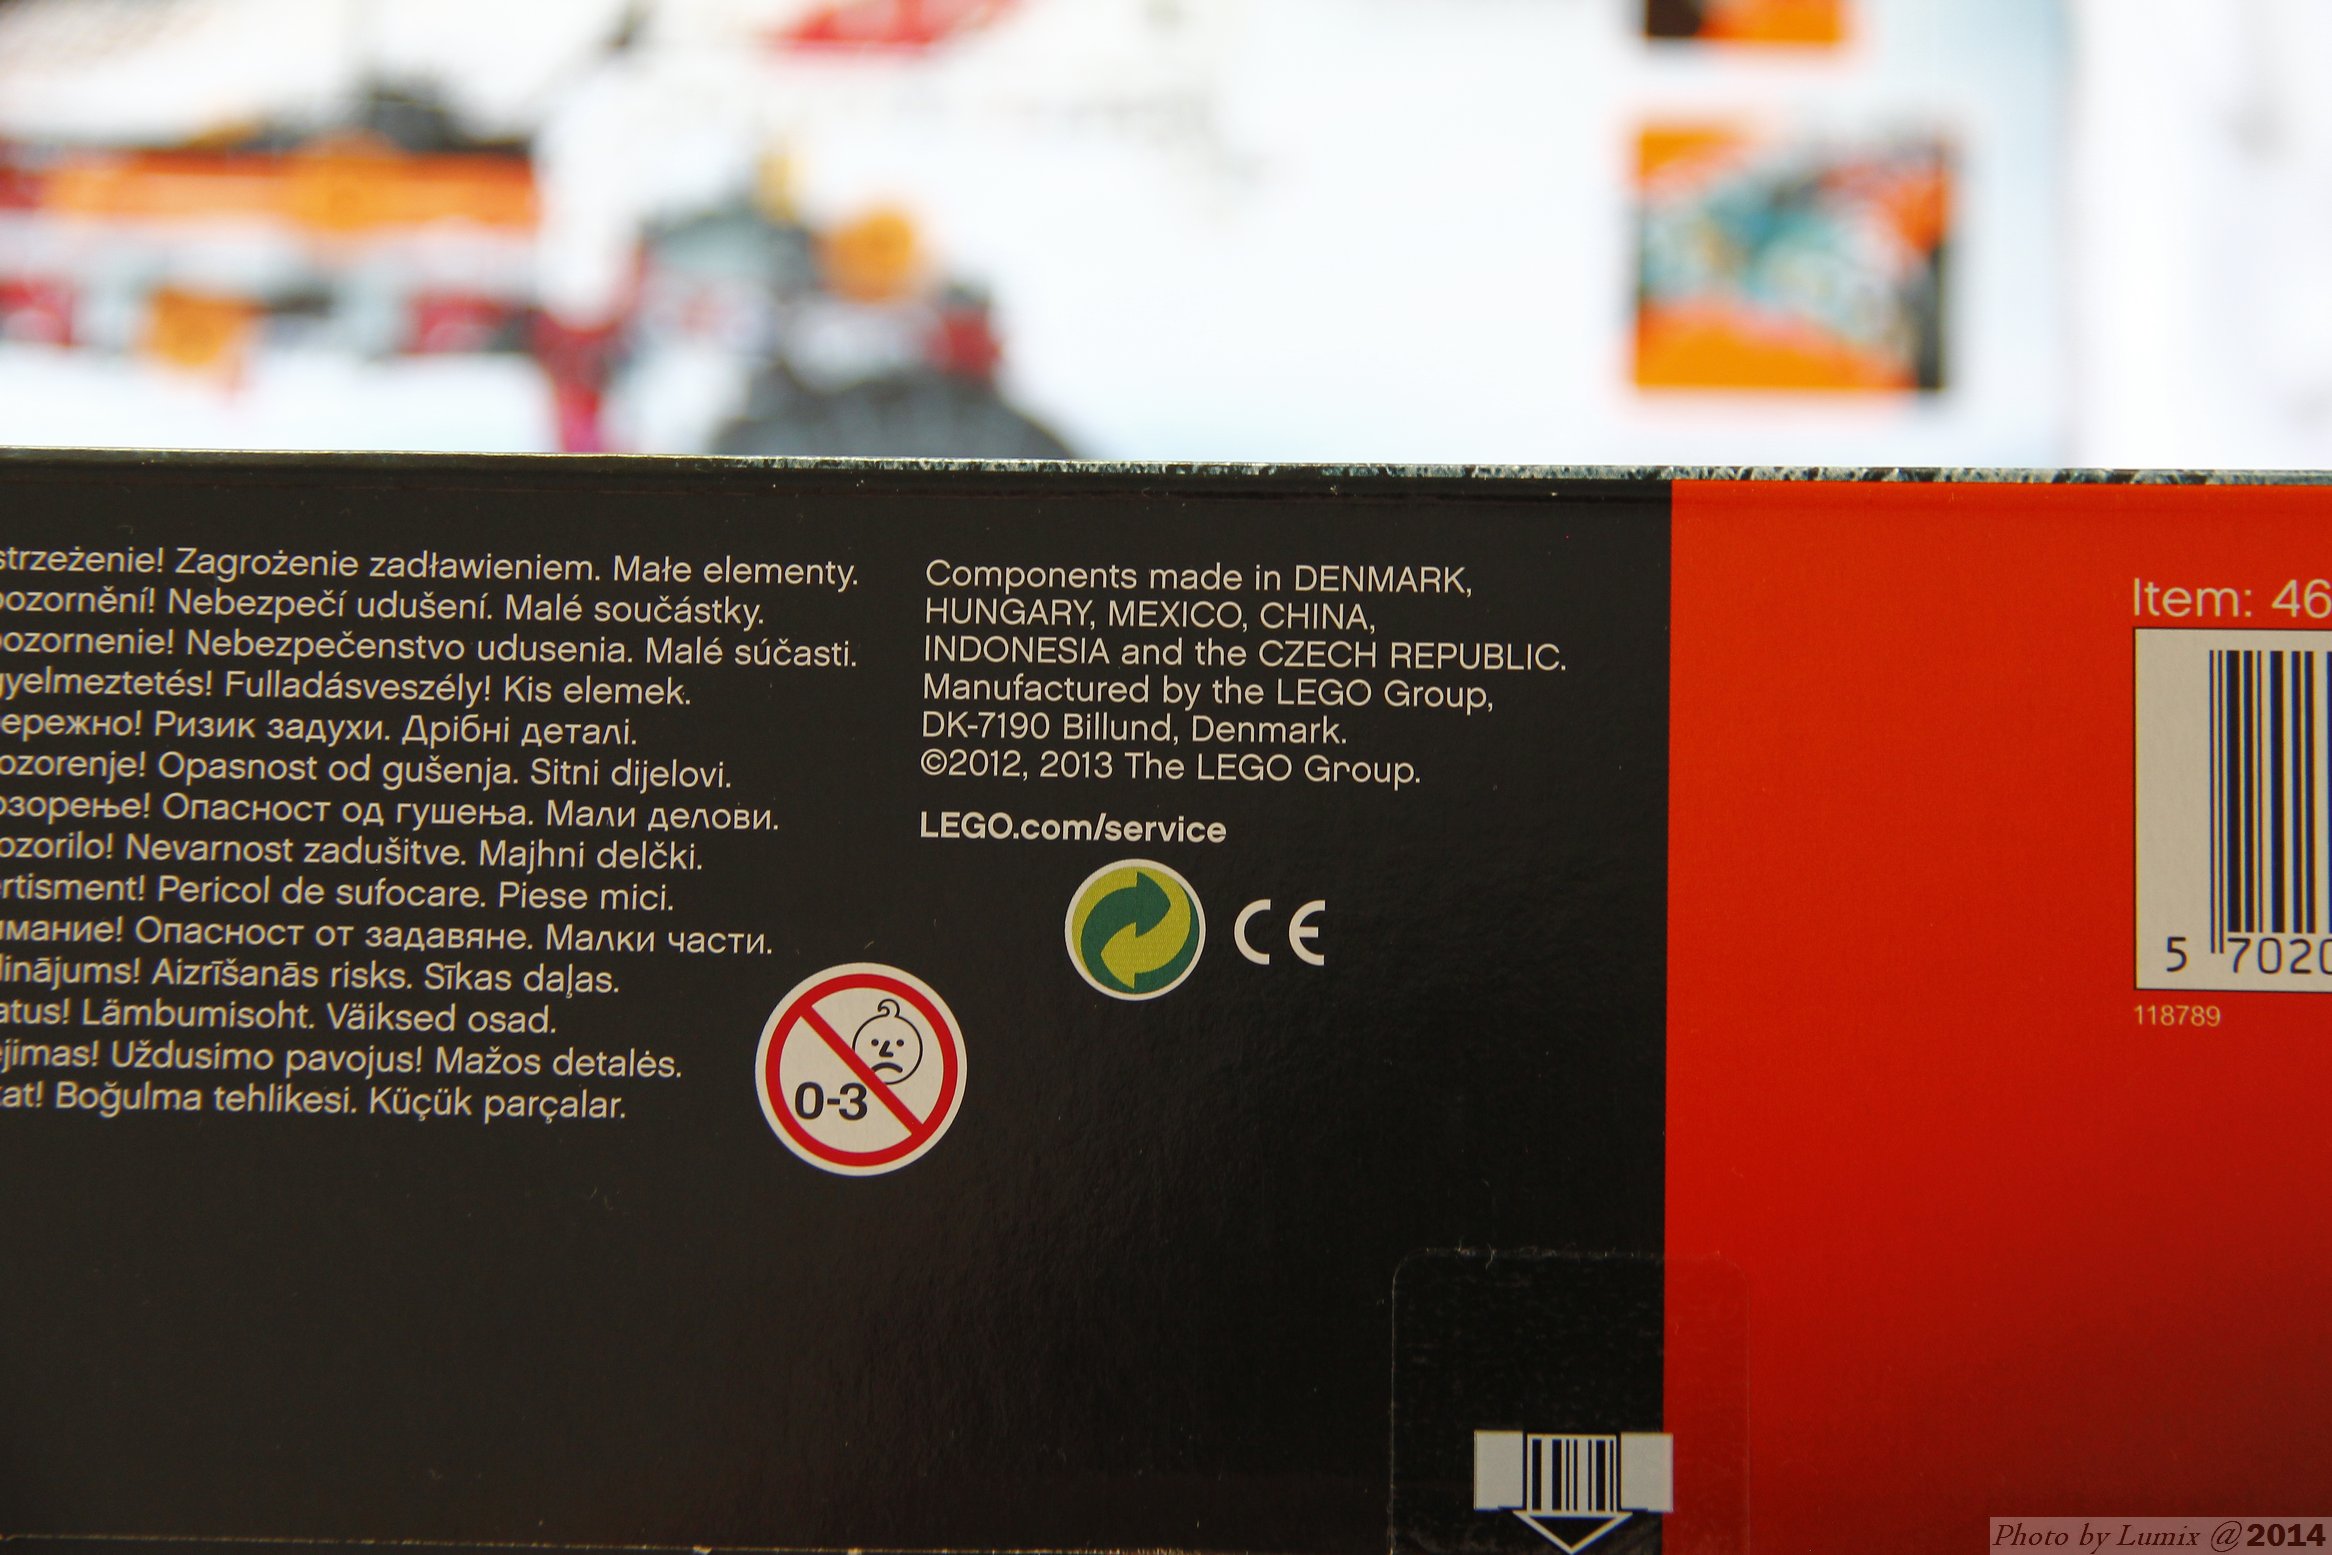 strzeżenie! Zagrożenie zadławieniem. Małe elementy.
pozornění! Nebezpečí udušení. Malé součástky.
pozornenie! Nebezpečenstvo udusenia. Malé súčasti.
gyelmeztetés! Fulladásveszély! Kis elemek.
ережно! Ризик задухи. Дрібні деталі.
ozorenje! Opasnost od gušenja. Sitni dijelovi.
озорење! Опасност од гушења. Мали делови.
ozorilo! Nevarnost zadušitve. Majhni delčki.
ertisment! Pericol de sufocare. Piese mici.
имание! Опасност от задавяне. Малки части.
dinājums! Aizrīšanās risks. Sīkas daļas.
atus! Lämbumisoht. Väiksed osad.
ėjimas! Uždusimo pavojus! Mažos detalės.
kat! Boğulma tehlikesi. Küçük parçalar.
0-3
Components made in DENMARK,
HUNGARY, MEXICO, CHINA,
INDONESIA and the CZECH REPUBLIC.
Manufactured by the LEGO Group,
DK-7190 Billund, Denmark.
©2012, 2013 The LEGO Group.
LEGO.com/service
CE
Item: 46
5 7020
118789
Photo by Lumix @2014